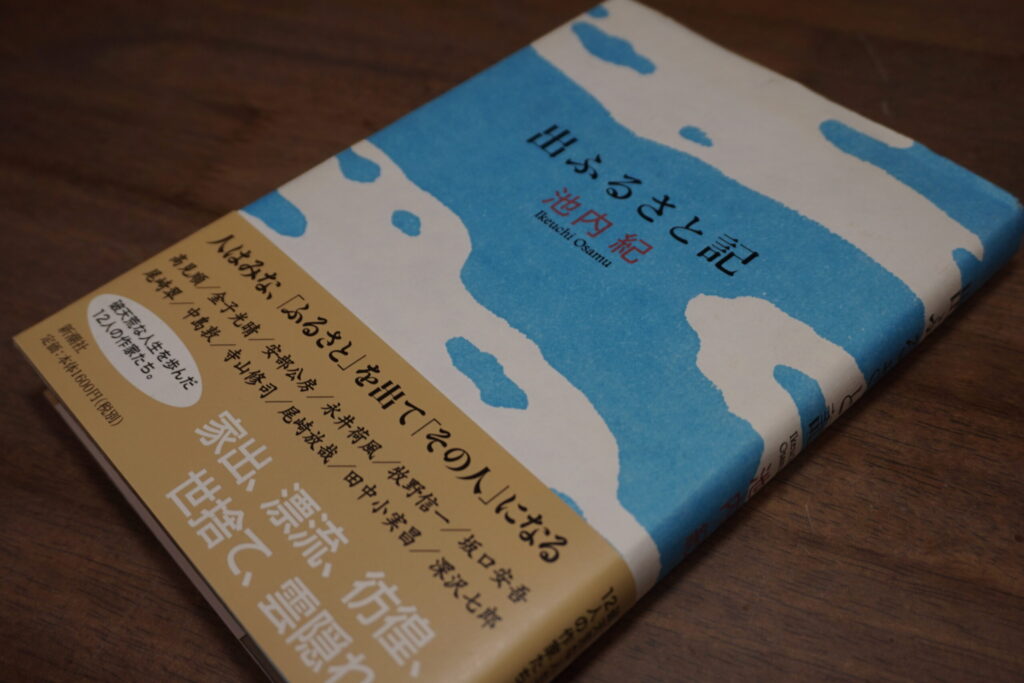 出ふるさと記
池内 紀
Ikeuchi Osamu
人はみな、「ふるさと」を出て「その人」になる
高見順/金子光晴/安部公房/永井荷風/牧野信一/坂口安吾
尾崎翠/中島敦/寺山修司/尾崎放哉/田中小実昌/深沢七郎
破天荒な人生を歩んだ
12人の作家たち。
新潮社
定価:本体1600円(税別)
家出、漂流、彷徨、
世捨て、雲隠れ